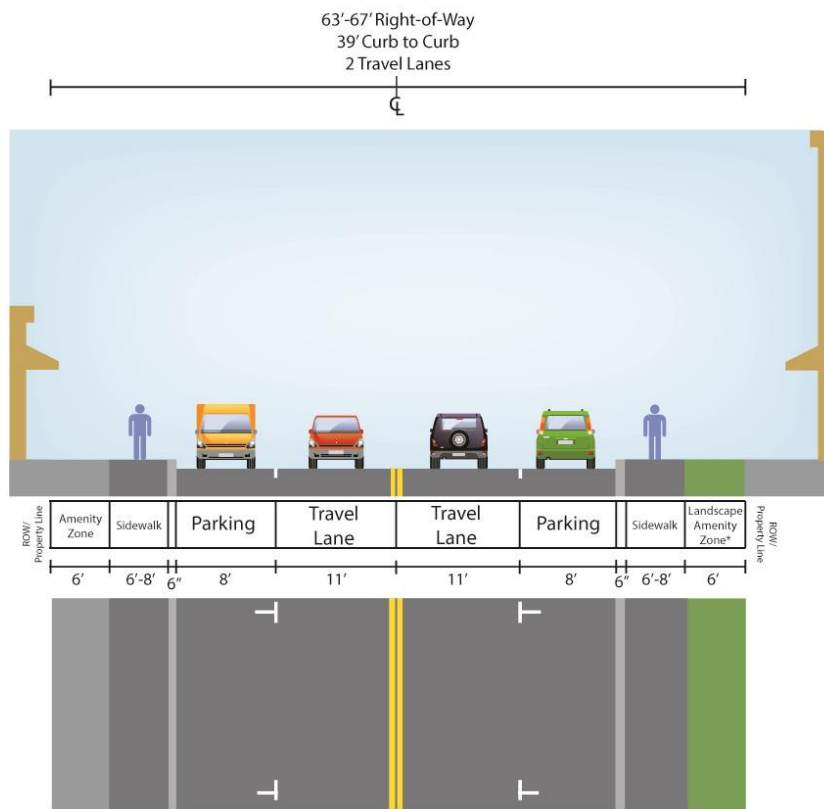 63’-67’ Right-of-Way
39’ Curb to Curb
2 Travel Lanes
℄
ROW/
Property Line
Amenity
Zone
Sidewalk
Parking
Travel
Lane
Travel
Lane
Parking
Sidewalk
Landscape
Amenity
Zone*
ROW/
Property Line
6’
6’-8’
6”
8’
11’
11’
8’
6”
6’-8’
6’